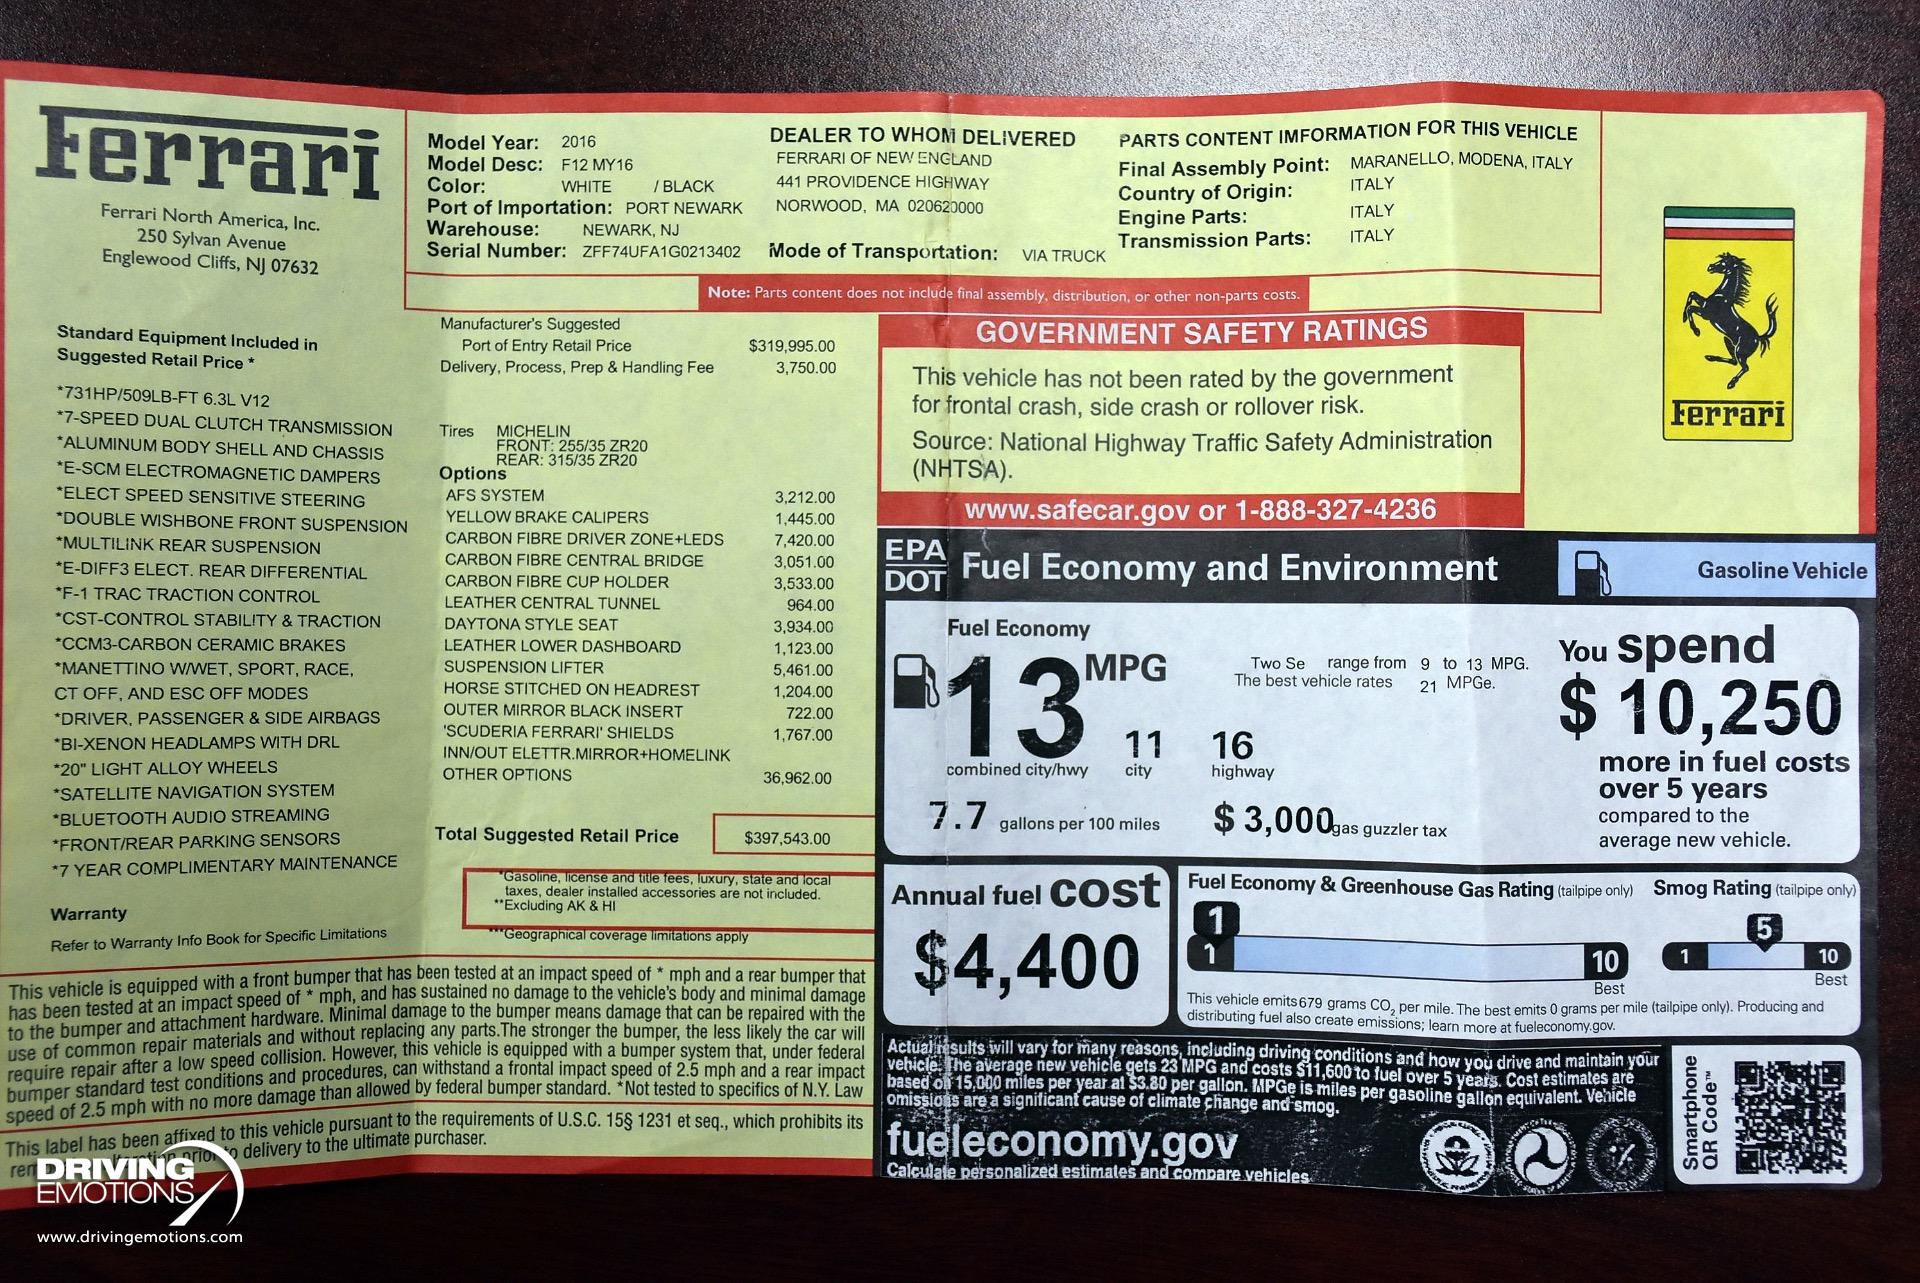 Ferrari
Ferrari North America, Inc.
250 Sylvan Avenue
Englewood Cliffs, NJ 07632
Model Year: 2016
Model Desc: F12 MY16
Color: WHITE / BLACK
Port of Importation: PORT NEWARK
Warehouse: NEWARK, NJ
Serial Number: ZFF74UFA1G0213402
DEALER TO WHOM DELIVERED
FERRARI OF NEW ENGLAND
441 PROVIDENCE HIGHWAY
NORWOOD, MA 020620000
Mode of Transportation: VIA TRUCK
PARTS CONTENT IMFORMATION FOR THIS VEHICLE
Final Assembly Point: MARANELLO, MODENA, ITALY
Country of Origin: ITALY
Engine Parts: ITALY
Transmission Parts: ITALY
Note: Parts content does not include final assembly, distribution, or other non-parts costs.
Ferrari
Standard Equipment Included in
Suggested Retail Price *
*731HP/509LB-FT 6.3L V12
*7-SPEED DUAL CLUTCH TRANSMISSION
*ALUMINUM BODY SHELL AND CHASSIS
*E-SCM ELECTROMAGNETIC DAMPERS
*ELECT SPEED SENSITIVE STEERING
*DOUBLE WISHBONE FRONT SUSPENSION
*MULTILINK REAR SUSPENSION
*E-DIFF3 ELECT. REAR DIFFERENTIAL
*F-1 TRAC TRACTION CONTROL
*CST-CONTROL STABILITY & TRACTION
*CCM3-CARBON CERAMIC BRAKES
*MANETTINO W/WET, SPORT, RACE,
CT OFF, AND ESC OFF MODES
*DRIVER, PASSENGER & SIDE AIRBAGS
*BI-XENON HEADLAMPS WITH DRL
*20" LIGHT ALLOY WHEELS
*SATELLITE NAVIGATION SYSTEM
*BLUETOOTH AUDIO STREAMING
*FRONT/REAR PARKING SENSORS
*7 YEAR COMPLIMENTARY MAINTENANCE
Warranty
Refer to Warranty Info Book for Specific Limitations
Manufacturer's Suggested
Port of Entry Retail Price $319,995.00
Delivery, Process, Prep & Handling Fee 3,750.00
Tires MICHELIN
FRONT: 255/35 ZR20
REAR: 315/35 ZR20
Options
AFS SYSTEM 3,212.00
YELLOW BRAKE CALIPERS 1,445.00
CARBON FIBRE DRIVER ZONE+LEDS 7,420.00
CARBON FIBRE CENTRAL BRIDGE 3,051.00
CARBON FIBRE CUP HOLDER 3,533.00
LEATHER CENTRAL TUNNEL 964.00
DAYTONA STYLE SEAT 3,934.00
LEATHER LOWER DASHBOARD 1,123.00
SUSPENSION LIFTER 5,461.00
HORSE STITCHED ON HEADREST 1,204.00
OUTER MIRROR BLACK INSERT 722.00
'SCUDERIA FERRARI' SHIELDS 1,767.00
INN/OUT ELETTR.MIRROR+HOMELINK
OTHER OPTIONS 36,962.00
Total Suggested Retail Price $397,543.00
*Gasoline, license and title fees, luxury, state and local
taxes, dealer installed accessories are not included.
**Excluding AK & HI
***Geographical coverage limitations apply
This vehicle is equipped with a front bumper that has been tested at an impact speed of * mph and a rear bumper that
has been tested at an impact speed of * mph, and has sustained no damage to the vehicle's body and minimal damage
to the bumper and attachment hardware. Minimal damage to the bumper means damage that can be repaired with the
use of common repair materials and without replacing any parts.The stronger the bumper, the less likely the car will
require repair after a low speed collision. However, this vehicle is equipped with a bumper system that, under federal
bumper standard test conditions and procedures, can withstand a frontal impact speed of 2.5 mph and a rear impact
speed of 2.5 mph with no more damage than allowed by federal bumper standard. *Not tested to specifics of N.Y. Law
This label has been affixed to this vehicle pursuant to the requirements of U.S.C. 15§ 1231 et seq., which prohibits its
prior to delivery to the ultimate purchaser.
GOVERNMENT SAFETY RATINGS
This vehicle has not been rated by the government
for frontal crash, side crash or rollover risk.
Source: National Highway Traffic Safety Administration
(NHTSA).
www.safecar.gov or 1-888-327-4236
EPA
DOT
Fuel Economy and Environment
Gasoline Vehicle
Fuel Economy
13 MPG
combined city/hwy
11
city
16
highway
7.7 gallons per 100 miles
$ 3,000 gas guzzler tax
Two Se range from 9 to 13 MPG.
The best vehicle rates 21 MPGe.
You spend
$ 10,250
more in fuel costs
over 5 years
compared to the
average new vehicle.
Annual fuel cost
$4,400
Fuel Economy & Greenhouse Gas Rating (tailpipe only)
1
1 10
Best
Smog Rating (tailpipe only)
5
1 10
Best
This vehicle emits 679 grams CO2 per mile. The best emits 0 grams per mile (tailpipe only). Producing and
distributing fuel also create emissions; learn more at fueleconomy.gov.
Actual results will vary for many reasons, including driving conditions and how you drive and maintain your
vehicle. The average new vehicle gets 23 MPG and costs $11,600 to fuel over 5 years. Cost estimates are
based on 15,000 miles per year at $3.80 per gallon. MPGe is miles per gasoline gallon equivalent. Vehicle
omissions are a significant cause of climate change and smog.
fueleconomy.gov
Calculate personalized estimates and compare vehicles
Smartphone
QR Code™
DRIVING
EMOTIONS
www.drivingemotions.com